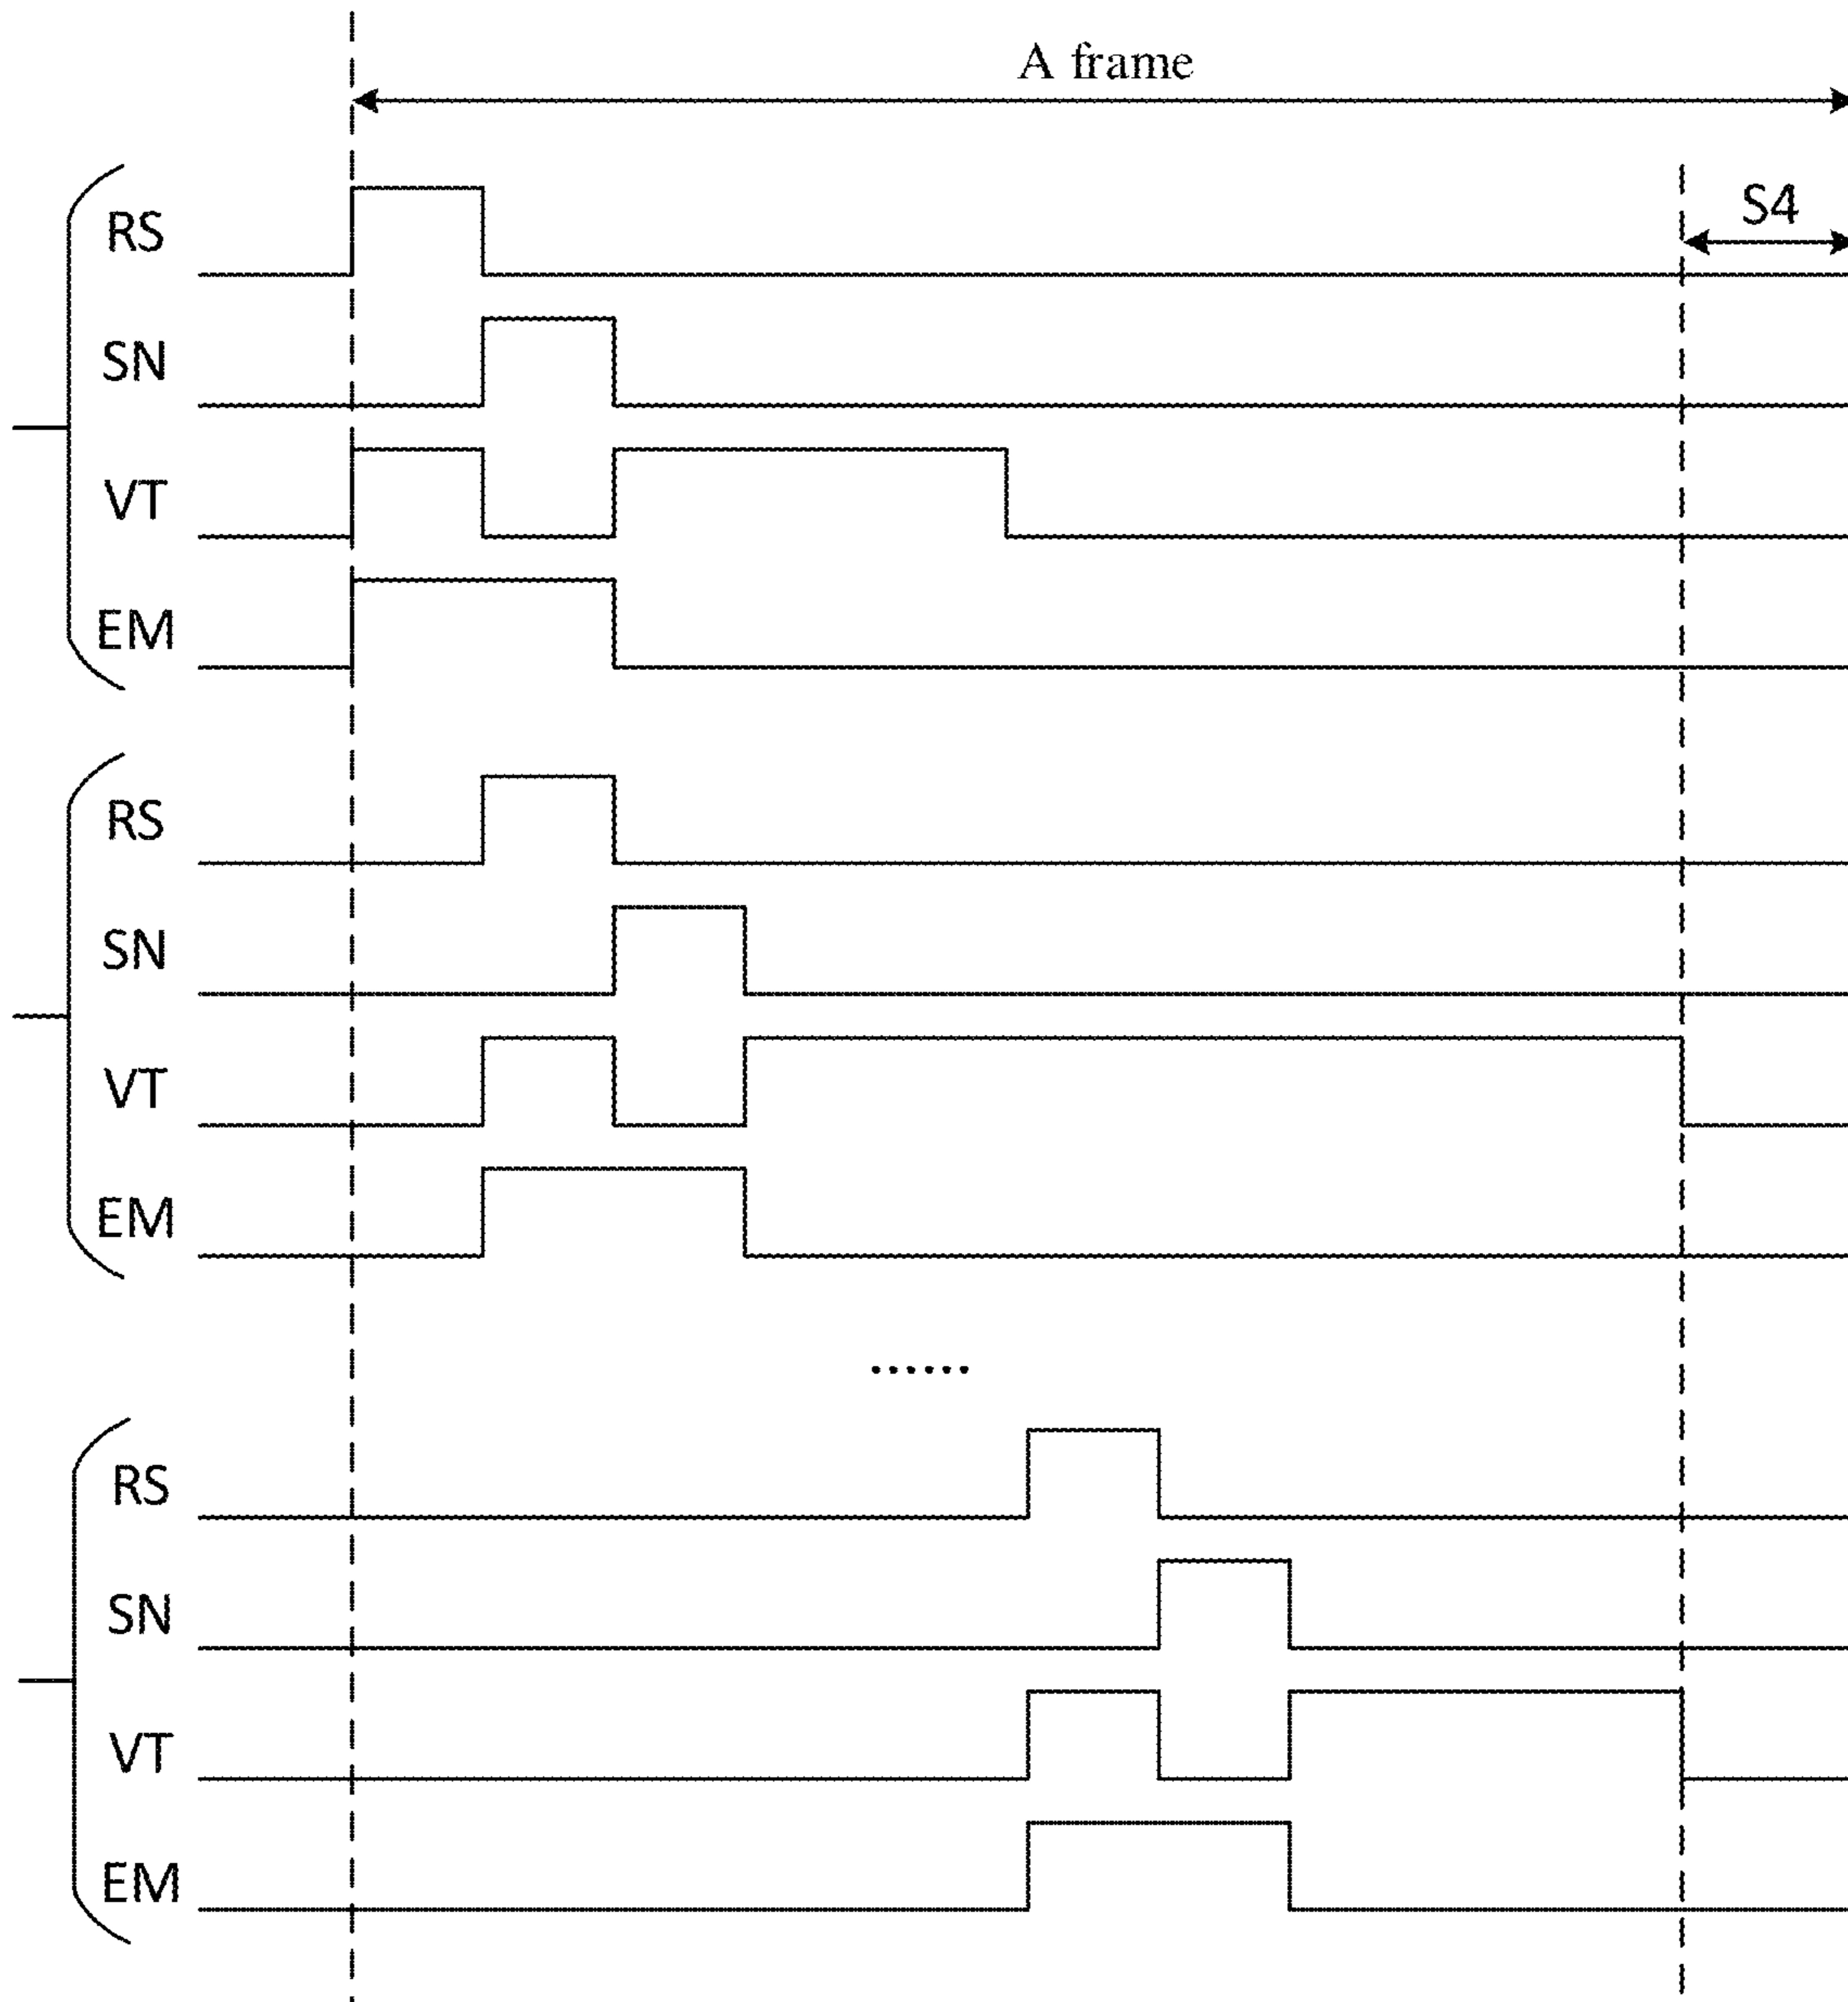 A frame
S4
RS
SN
VT
EM
RS
SN
VT
EM
......
RS
SN
VT
EM